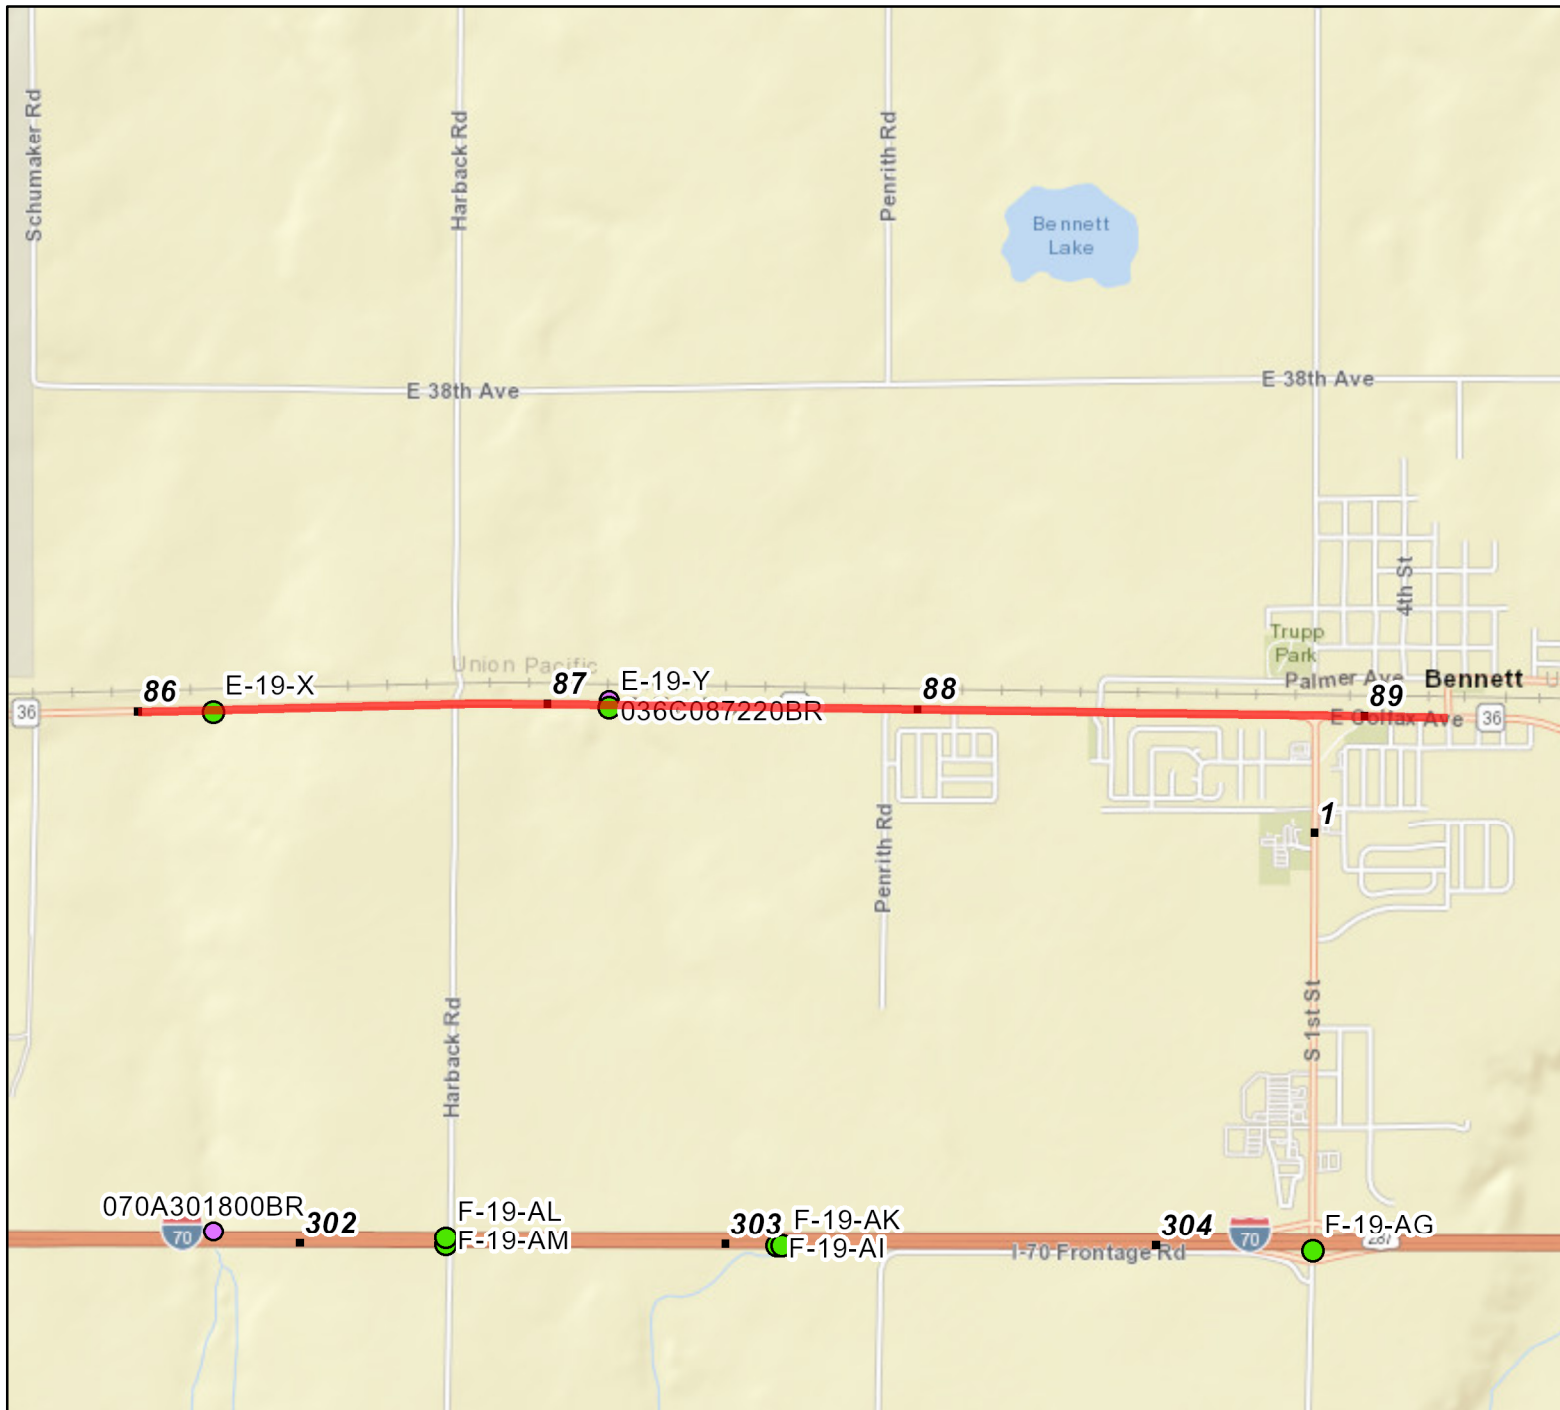 Schumaker Rd
Harback Rd
Penrith Rd
Bennett
Lake
E 38th Ave
E 38th Ave
4th St
Trupp
Park
Union Pacific
Palmer Ave
Bennett
U
86
E-19-X
87
E-19-Y
036C087220BR
88
89
E Colfax Ave
36
36
1
Penrith Rd
Harback Rd
S 1st St
070A301800BR
70
302
F-19-AL
F-19-AM
303
F-19-AK
F-19-AI
304
I-70 Frontage Rd
70
F-19-AG
287